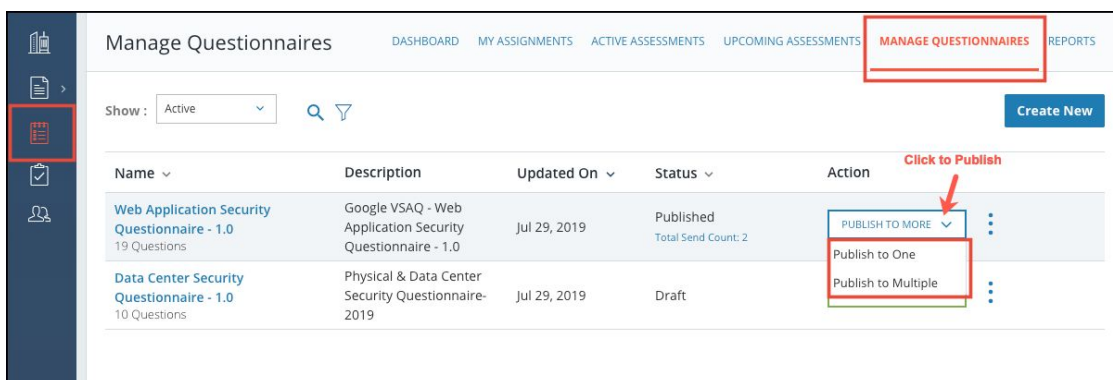 Manage Questionnaires
DASHBOARD MY ASSIGNMENTS ACTIVE ASSESSMENTS UPCOMING ASSESSMENTS MANAGE QUESTIONNAIRES REPORTS
Show : Active
Create New
Click to Publish
Name Description Updated On Status Action
Web Application Security
Questionnaire - 1.0
19 Questions
Google VSAQ - Web
Application Security
Questionnaire - 1.0
Jul 29, 2019
Published
Total Send Count: 2
PUBLISH TO MORE
Publish to One
Publish to Multiple
Data Center Security
Questionnaire - 1.0
10 Questions
Physical & Data Center
Security Questionnaire-
2019
Jul 29, 2019
Draft